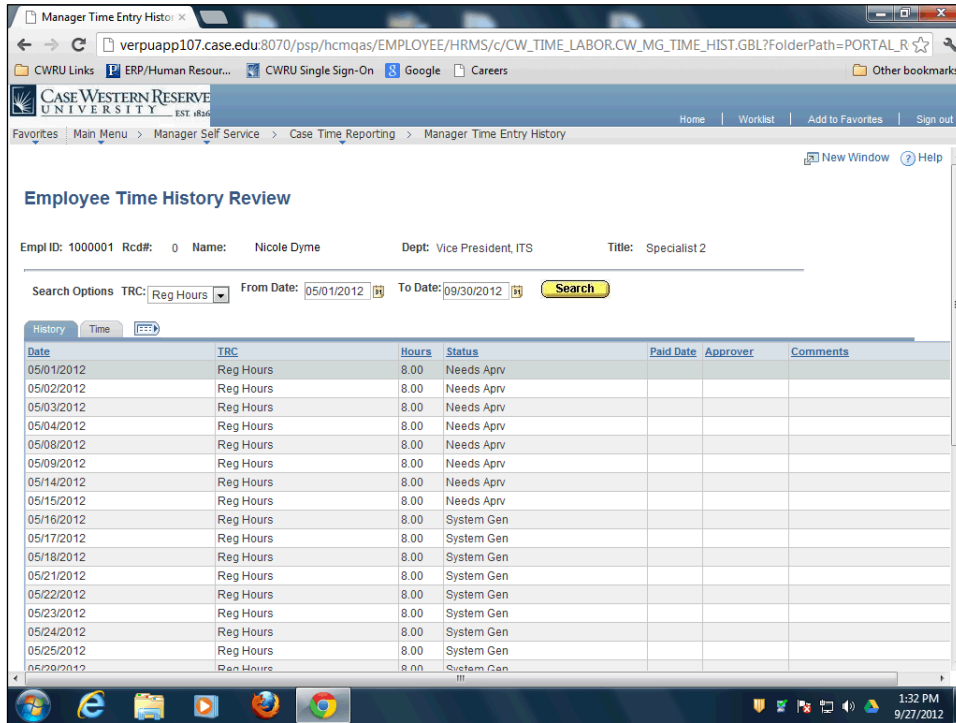 Manager Time Entry Histor ×
verpuapp107.case.edu:8070/psp/hcmqas/EMPLOYEE/HRMS/c/CW_TIME_LABOR.CW_MG_TIME_HIST.GBL?FolderPath=PORTAL_R
CWRU Links ERP/Human Resour... CWRU Single Sign-On Google Careers Other bookmarks
CASE WESTERN RESERVE
UNIVERSITY EST. 1826
Home | Worklist | Add to Favorites | Sign out
Favorites | Main Menu > Manager Self Service > Case Time Reporting > Manager Time Entry History
New Window ? Help
Employee Time History Review
Empl ID: 1000001 Rcd#: 0 Name: Nicole Dyme Dept: Vice President, ITS Title: Specialist 2
Search Options TRC: Reg Hours From Date: 05/01/2012 To Date: 09/30/2012 Search
History Time
Date TRC Hours Status Paid Date Approver Comments
05/01/2012 Reg Hours 8.00 Needs Aprv
05/02/2012 Reg Hours 8.00 Needs Aprv
05/03/2012 Reg Hours 8.00 Needs Aprv
05/04/2012 Reg Hours 8.00 Needs Aprv
05/08/2012 Reg Hours 8.00 Needs Aprv
05/09/2012 Reg Hours 8.00 Needs Aprv
05/14/2012 Reg Hours 8.00 Needs Aprv
05/15/2012 Reg Hours 8.00 Needs Aprv
05/16/2012 Reg Hours 8.00 System Gen
05/17/2012 Reg Hours 8.00 System Gen
05/18/2012 Reg Hours 8.00 System Gen
05/21/2012 Reg Hours 8.00 System Gen
05/22/2012 Reg Hours 8.00 System Gen
05/23/2012 Reg Hours 8.00 System Gen
05/24/2012 Reg Hours 8.00 System Gen
05/25/2012 Reg Hours 8.00 System Gen
05/29/2012 Reg Hours 8.00 System Gen
1:32 PM
9/27/2012